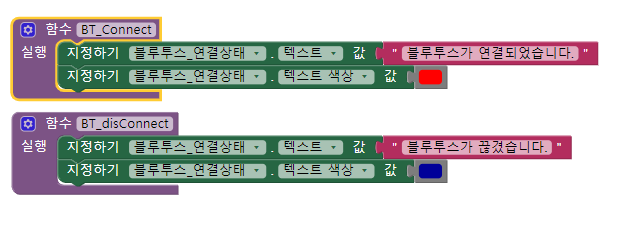 함수 BT_Connect
실행 지정하기 블루투스_연결상태 . 텍스트 값 " 블루투스가 연결되었습니다. "
지정하기 블루투스_연결상태 . 텍스트 색상 값
함수 BT_disConnect
실행 지정하기 블루투스_연결상태 . 텍스트 값 " 블루투스가 끊겼습니다. "
지정하기 블루투스_연결상태 . 텍스트 색상 값